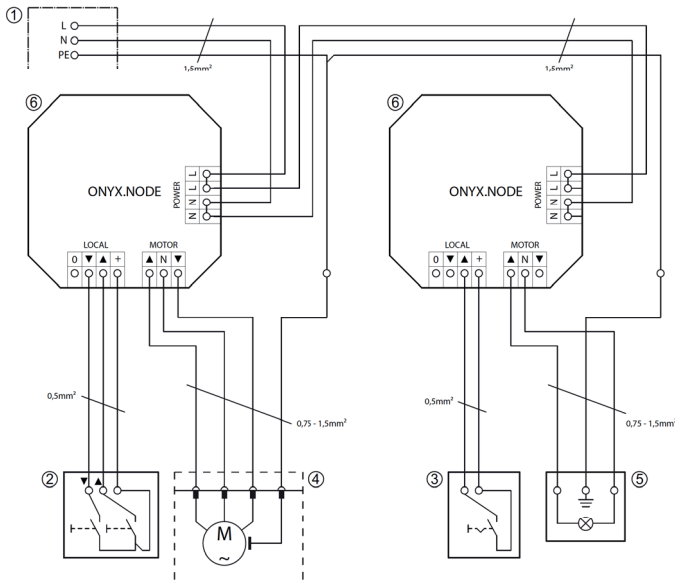 1
L
N
PE
1,5mm²
1,5mm²
6
6
ONYX.NODE
POWER
L
L
N
N
ONYX.NODE
POWER
L
L
N
N
LOCAL
MOTOR
0 ▼ ▲ +
▲ N ▼
LOCAL
MOTOR
0 ▼ ▲ +
▲ N ▼
0,5mm²
0,75 - 1,5mm²
0,5mm²
0,75 - 1,5mm²
2
▼ ▲
4
3
5
M
~